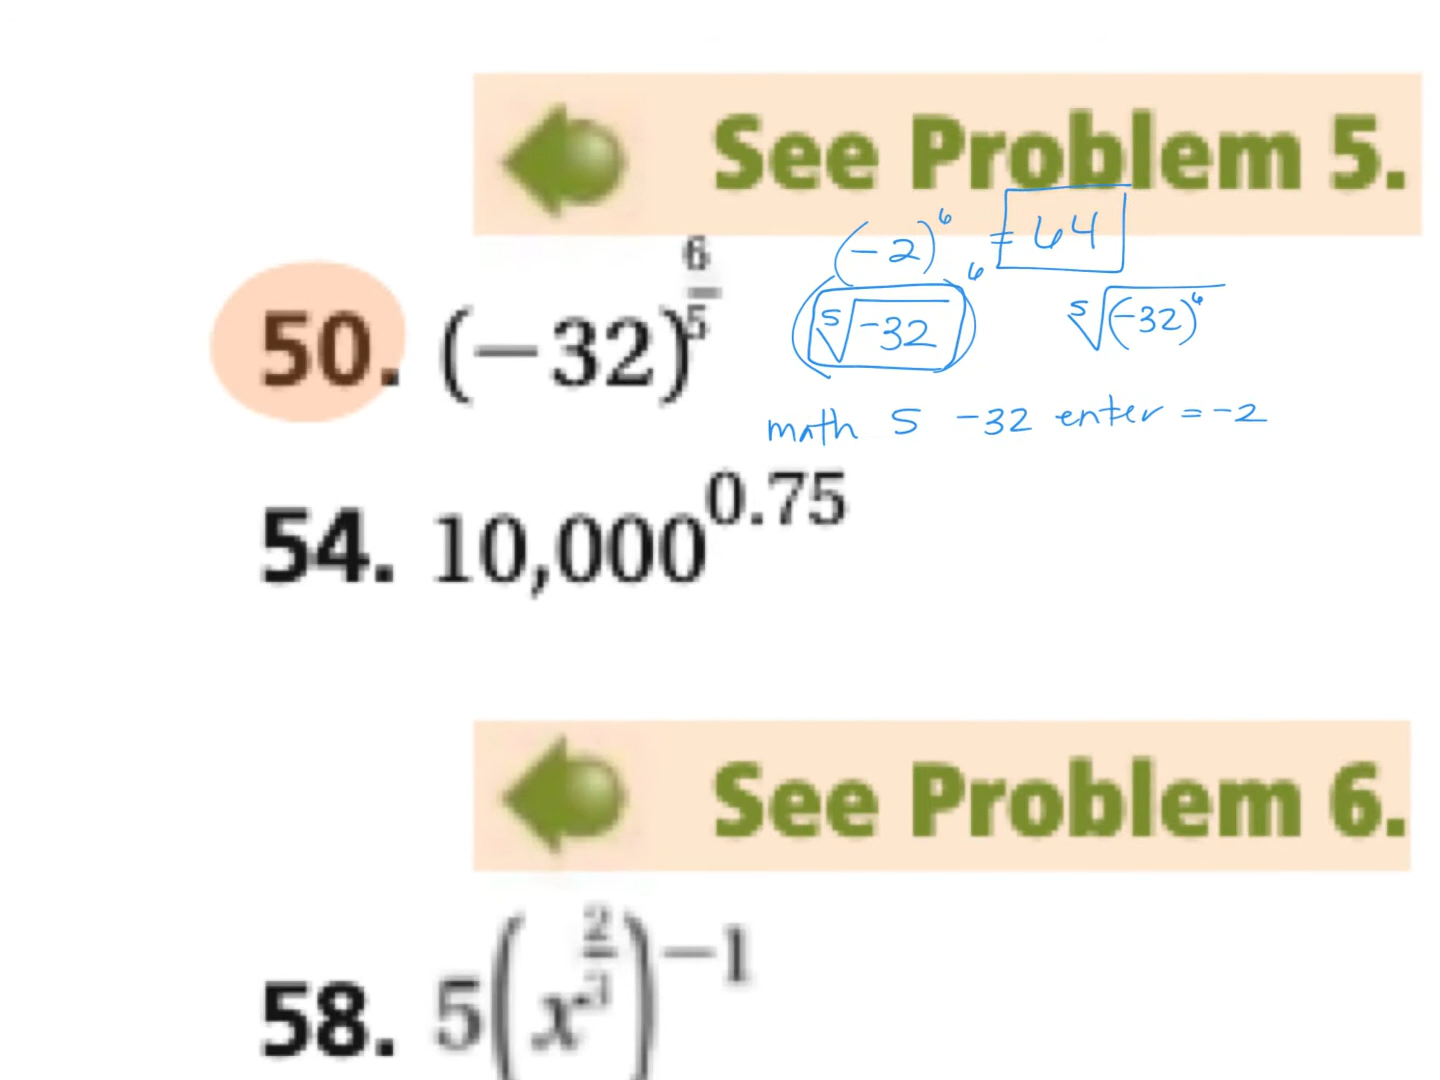 See Problem 5.
(-2)^6 = 64
50. (−32)^(6/5) (⁵√-32)^6 ⁵√(-32)^6
math 5 -32 enter = -2
54. 10,000^0.75
See Problem 6.
58. 5(x^(2/3))^−1